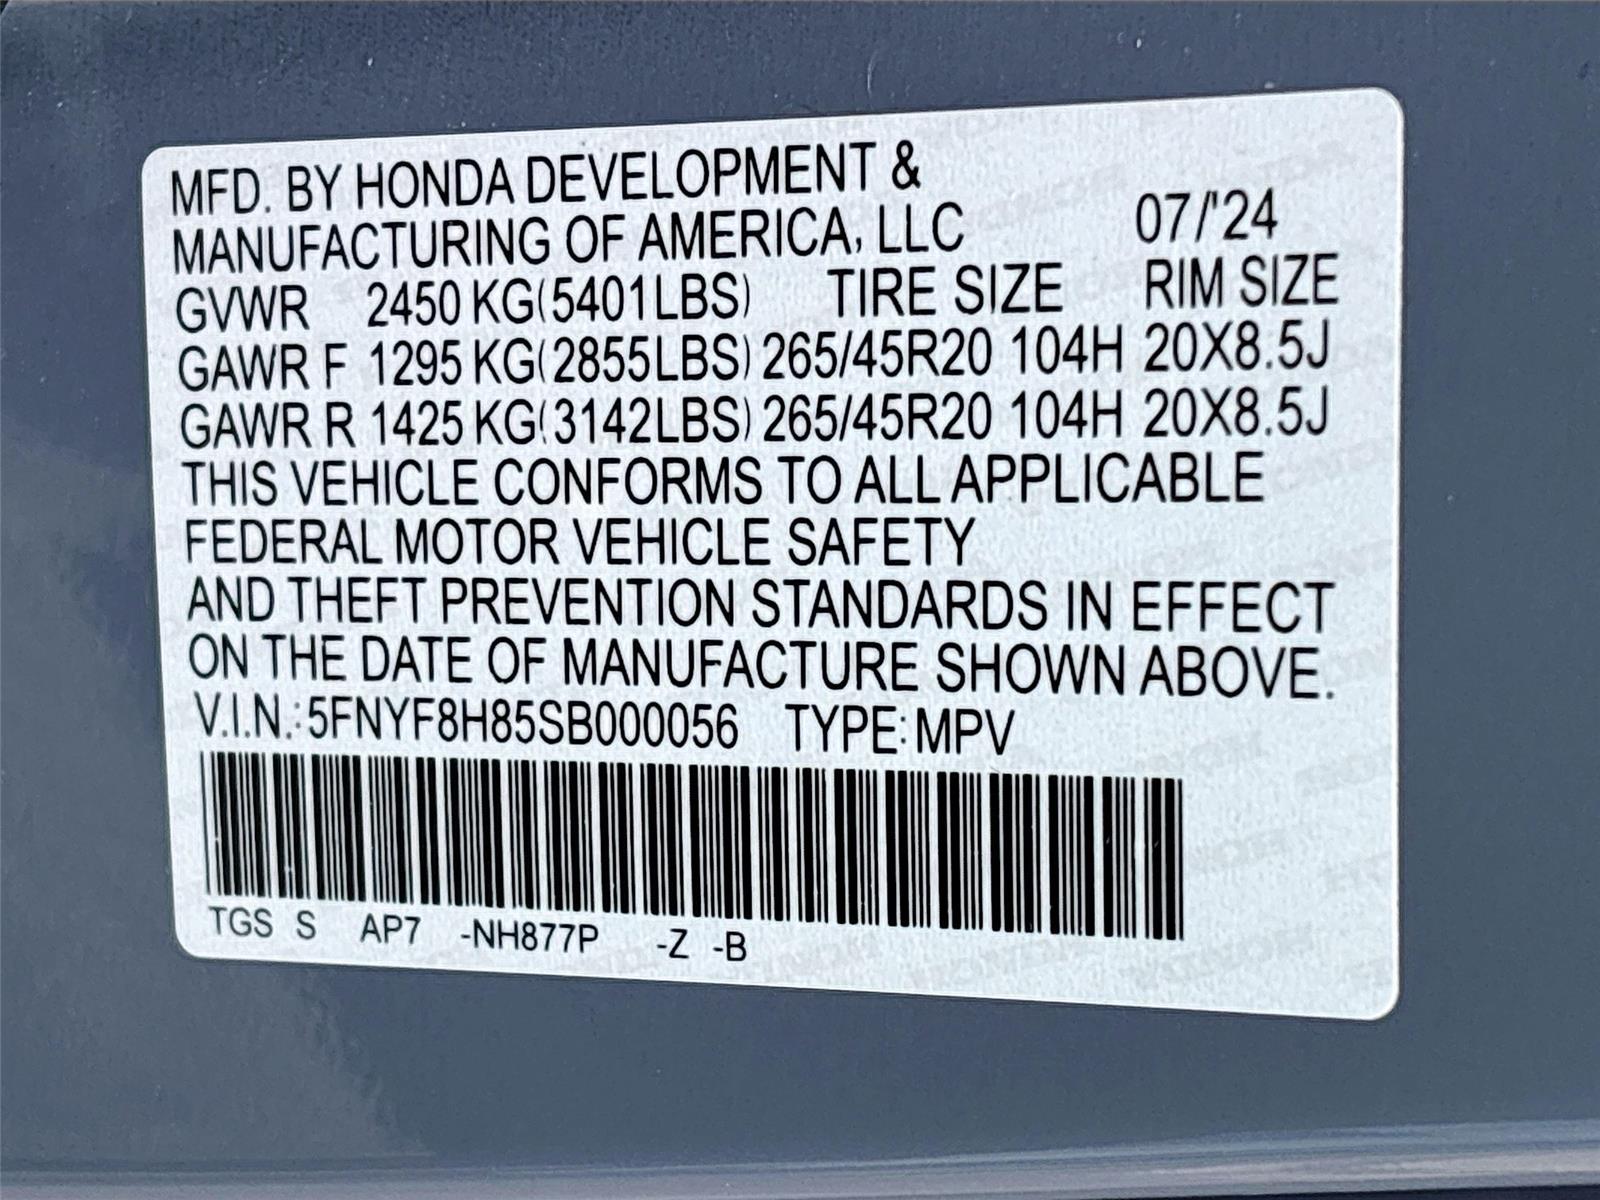 MFD. BY HONDA DEVELOPMENT &
MANUFACTURING OF AMERICA, LLC 07/'24
GVWR 2450 KG(5401LBS) TIRE SIZE RIM SIZE
GAWR F 1295 KG(2855LBS) 265/45R20 104H 20X8.5J
GAWR R 1425 KG(3142LBS) 265/45R20 104H 20X8.5J
THIS VEHICLE CONFORMS TO ALL APPLICABLE
FEDERAL MOTOR VEHICLE SAFETY
AND THEFT PREVENTION STANDARDS IN EFFECT
ON THE DATE OF MANUFACTURE SHOWN ABOVE.
V.I.N.: 5FNYF8H85SB000056 TYPE: MPV
TGS S AP7 -NH877P -Z -B